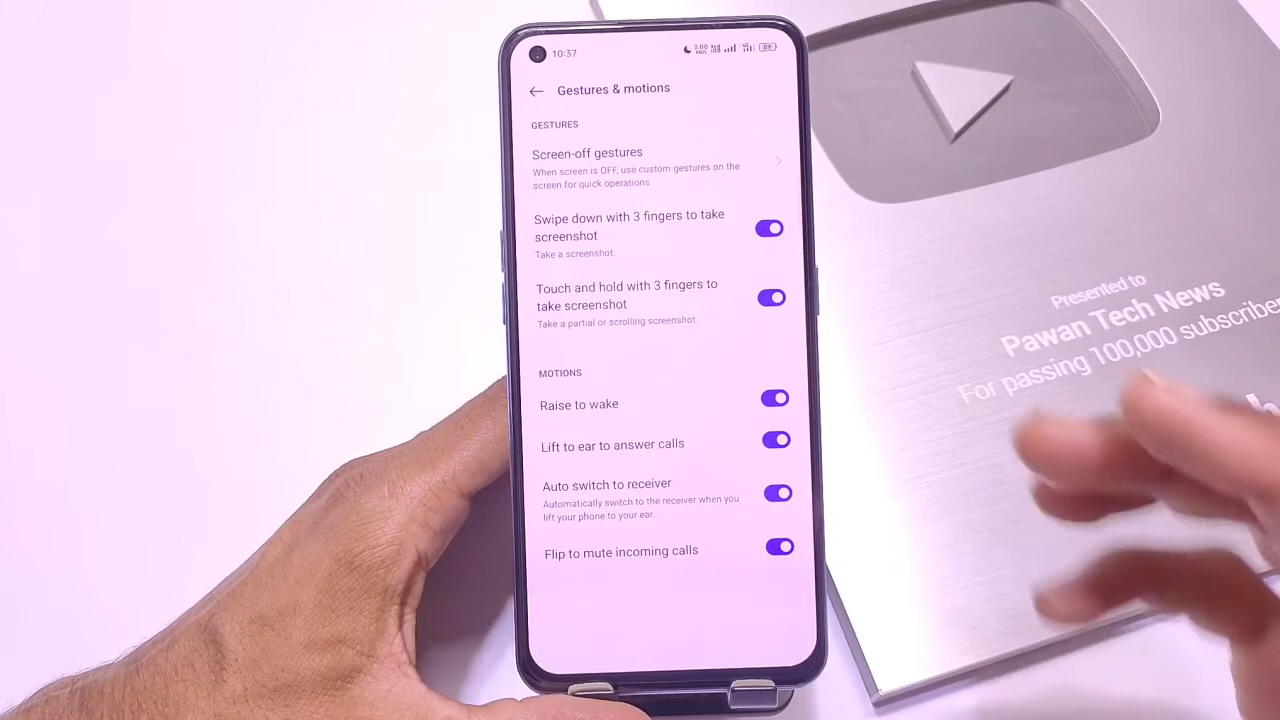 10:37
89
Gestures & motions
GESTURES
Screen-off gestures
When screen is OFF, use custom gestures on the
screen for quick operations
Swipe down with 3 fingers to take
screenshot
Take a screenshot.
Touch and hold with 3 fingers to
take screenshot
Take a partial or scrolling screenshot.
MOTIONS
Raise to wake
Lift to ear to answer calls
Auto switch to receiver
Automatically switch to the receiver when you
lift your phone to your ear.
Flip to mute incoming calls
Presented to
Pawan Tech News
For passing 100,000 subscribe